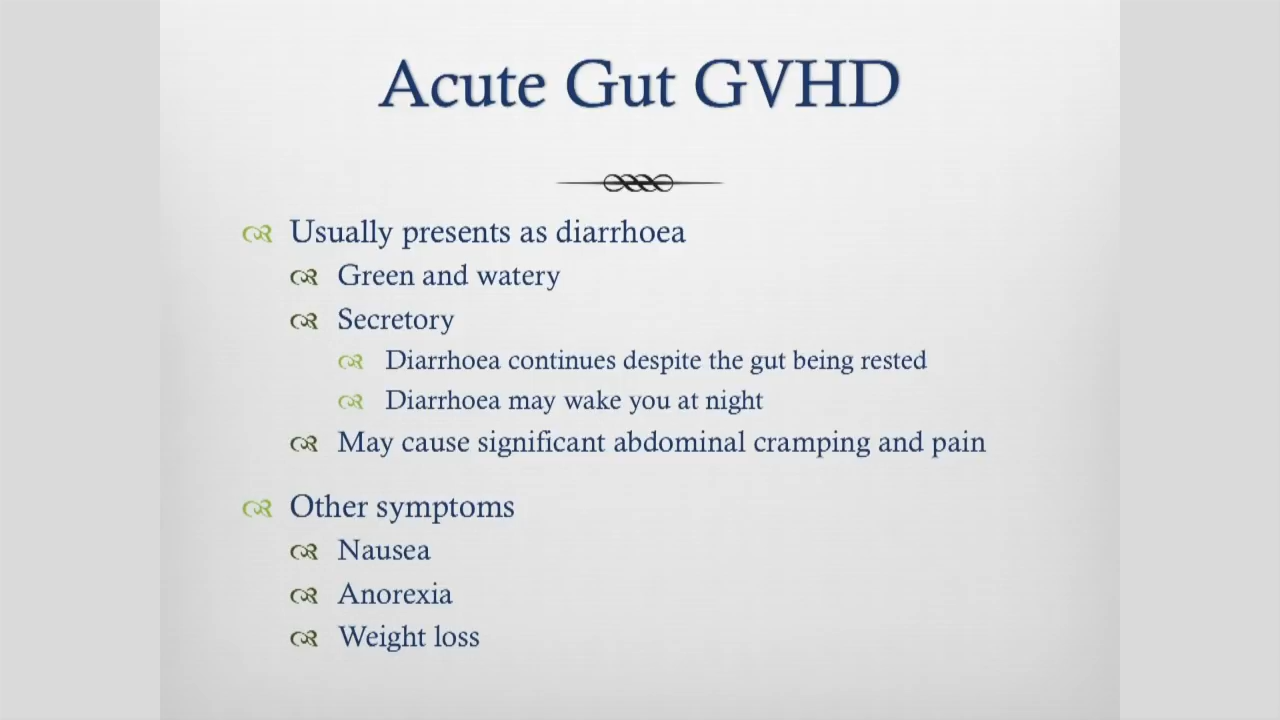 Acute Gut GVHD
Usually presents as diarrhoea
Green and watery
Secretory
Diarrhoea continues despite the gut being rested
Diarrhoea may wake you at night
May cause significant abdominal cramping and pain
Other symptoms
Nausea
Anorexia
Weight loss